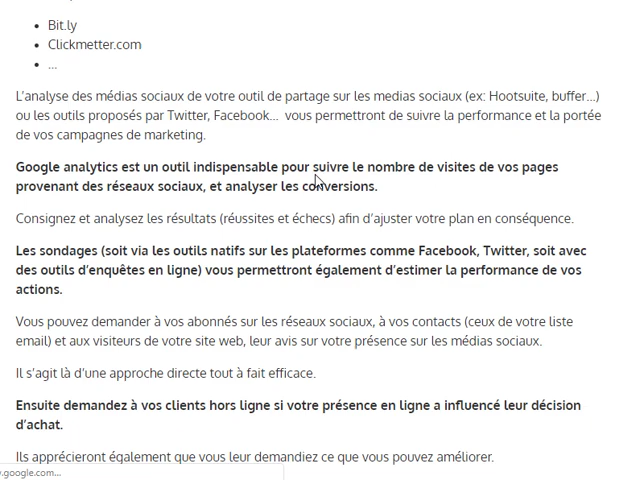 Bit.ly
Clickmetter.com
...
L'analyse des médias sociaux de votre outil de partage sur les medias sociaux (ex: Hootsuite, buffer...)
ou les outils proposés par Twitter, Facebook... vous permettront de suivre la performance et la portée
de vos campagnes de marketing.
Google analytics est un outil indispensable pour suivre le nombre de visites de vos pages
provenant des réseaux sociaux, et analyser les conversions.
Consignez et analysez les résultats (réussites et échecs) afin d'ajuster votre plan en conséquence.
Les sondages (soit via les outils natifs sur les plateformes comme Facebook, Twitter, soit avec
des outils d'enquêtes en ligne) vous permettront également d'estimer la performance de vos
actions.
Vous pouvez demander à vos abonnés sur les réseaux sociaux, à vos contacts (ceux de votre liste
email) et aux visiteurs de votre site web, leur avis sur votre présence sur les médias sociaux.
Il s'agit là d'une approche directe tout à fait efficace.
Ensuite demandez à vos clients hors ligne si votre présence en ligne a influencé leur décision
d'achat.
Ils apprécieront également que vous leur demandiez ce que vous pouvez améliorer.
.google.com...